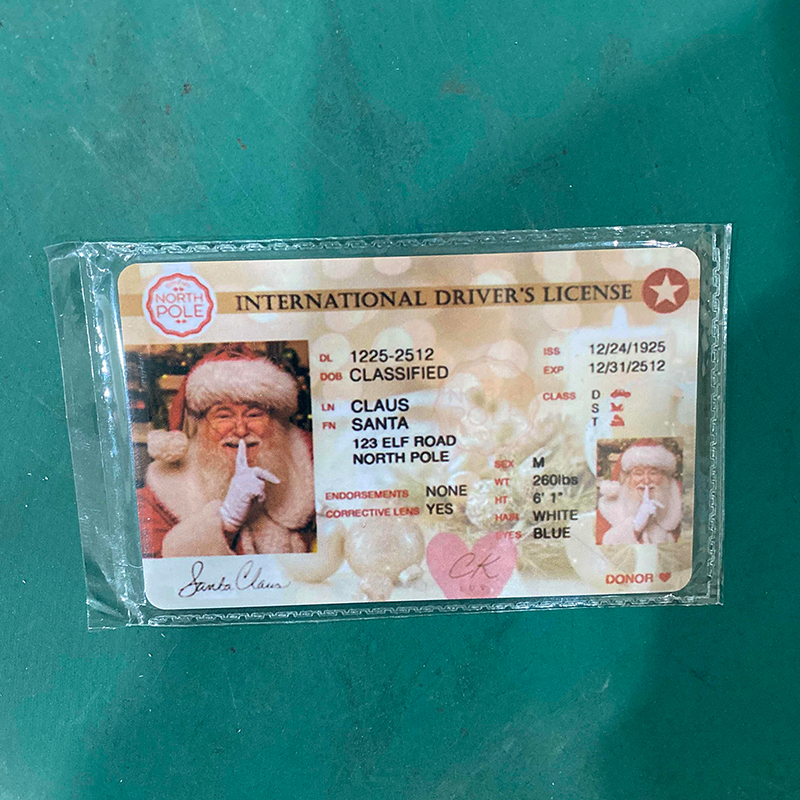 NORTH
POLE
INTERNATIONAL DRIVER'S LICENSE
DL 1225-2512
DOB CLASSIFIED
LN CLAUS
FN SANTA
123 ELF ROAD
NORTH POLE
ENDORSEMENTS NONE
CORRECTIVE LENS YES
ISS 12/24/1925
EXP 12/31/2512
CLASS D
S
T
SEX M
WT 260lbs
HT 6' 1"
HAIR WHITE
EYES BLUE
Santa Claus
CK
DONOR